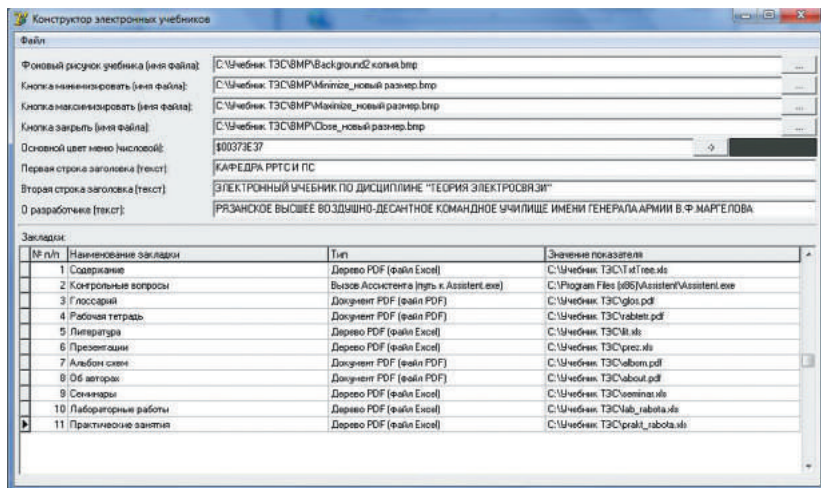 Конструктор электронных учебников
Файл
Фоновый рисунок учебника (имя файла): C:\Учебник ТЭС\BMP\Background2 копия.bmp ...
Кнопка минимизировать (имя файла): C:\Учебник ТЭС\BMP\Minimize_новый размер.bmp ...
Кнопка максимизировать (имя файла): C:\Учебник ТЭС\BMP\Maximize_новый размер.bmp ...
Кнопка закрыть (имя файла): C:\Учебник ТЭС\BMP\Close_новый размер.bmp ...
Основной цвет меню (числовой): $00373E37 ->
Первая строка заголовка (текст): КАФЕДРА РРТС И ПС
Вторая строка заголовка (текст): ЭЛЕКТРОННЫЙ УЧЕБНИК ПО ДИСЦИПЛИНЕ "ТЕОРИЯ ЭЛЕКТРОСВЯЗИ"
О разработчике (текст): РЯЗАНСКОЕ ВЫСШЕЕ ВОЗДУШНО-ДЕСАНТНОЕ КОМАНДНОЕ УЧИЛИЩЕ ИМЕНИ ГЕНЕРАЛА АРМИИ В.Ф.МАРГЕЛОВА
Закладки:
№ п/п Наименование закладки Тип Значение показателя
1 Содержание Дерево PDF (файл Excel) C:\Учебник ТЭС\TxtTree.xls
2 Контрольные вопросы Вызов Ассистента (путь к Assistent.exe) C:\Program Files (x86)\Assistent\Assistent.exe
3 Глоссарий Документ PDF (файл PDF) C:\Учебник ТЭС\glos.pdf
4 Рабочая тетрадь Документ PDF (файл PDF) C:\Учебник ТЭС\rabtetr.pdf
5 Литература Дерево PDF (файл Excel) C:\Учебник ТЭС\lit.xls
6 Презентации Дерево PDF (файл Excel) C:\Учебник ТЭС\prez.xls
7 Альбом схем Документ PDF (файл PDF) C:\Учебник ТЭС\albom.pdf
8 Об авторах Документ PDF (файл PDF) C:\Учебник ТЭС\about.pdf
9 Семинары Дерево PDF (файл Excel) C:\Учебник ТЭС\seminar.xls
10 Лабораторные работы Дерево PDF (файл Excel) C:\Учебник ТЭС\lab_rabota.xls
11 Практические занятия Дерево PDF (файл Excel) C:\Учебник ТЭС\prakt_rabota.xls